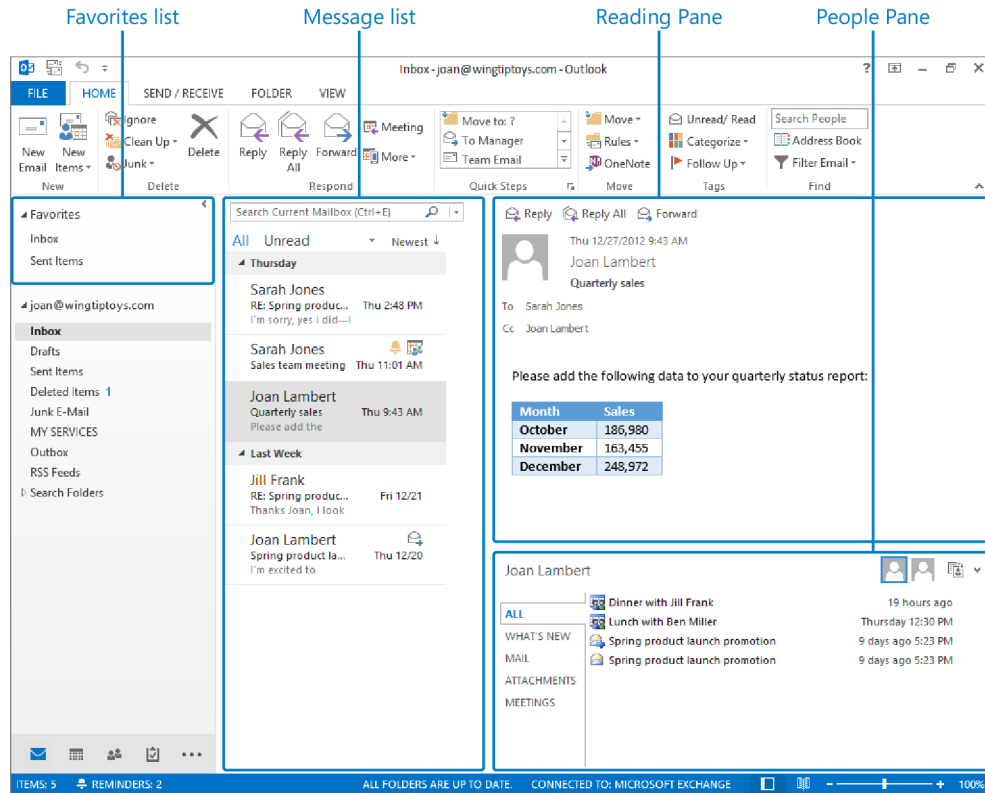 Favorites list Message list Reading Pane People Pane
Inbox - joan@wingtiptoys.com - Outlook ?
FILE HOME SEND / RECEIVE FOLDER VIEW
New Email
New Items
New
Ignore
Clean Up
Junk
Delete
Delete
Reply
Reply All
Forward
Meeting
More
Respond
Move to: ?
To Manager
Team Email
Quick Steps
Move
Rules
OneNote
Move
Unread/ Read
Categorize
Follow Up
Tags
Search People
Address Book
Filter Email
Find
Favorites
Inbox
Sent Items
joan@wingtiptoys.com
Inbox
Drafts
Sent Items
Deleted Items 1
Junk E-Mail
MY SERVICES
Outbox
RSS Feeds
Search Folders
Search Current Mailbox (Ctrl+E)
All Unread Newest ↓
Thursday
Sarah Jones
RE: Spring produc... Thu 2:48 PM
I'm sorry, yes I did—I
Sarah Jones
Sales team meeting Thu 11:01 AM
Joan Lambert
Quarterly sales Thu 9:43 AM
Please add the
Last Week
Jill Frank
RE: Spring produc... Fri 12/21
Thanks Joan, I look
Joan Lambert
Spring product la... Thu 12/20
I'm excited to
Reply Reply All Forward
Thu 12/27/2012 9:43 AM
Joan Lambert
Quarterly sales
To Sarah Jones
Cc Joan Lambert
Please add the following data to your quarterly status report:
Month Sales
October 186,980
November 163,455
December 248,972
Joan Lambert
ALL
WHAT'S NEW
MAIL
ATTACHMENTS
MEETINGS
Dinner with Jill Frank 19 hours ago
Lunch with Ben Miller Thursday 12:30 PM
Spring product launch promotion 9 days ago 5:23 PM
Spring product launch promotion 9 days ago 5:23 PM
ITEMS: 5 REMINDERS: 2 ALL FOLDERS ARE UP TO DATE. CONNECTED TO: MICROSOFT EXCHANGE 100%